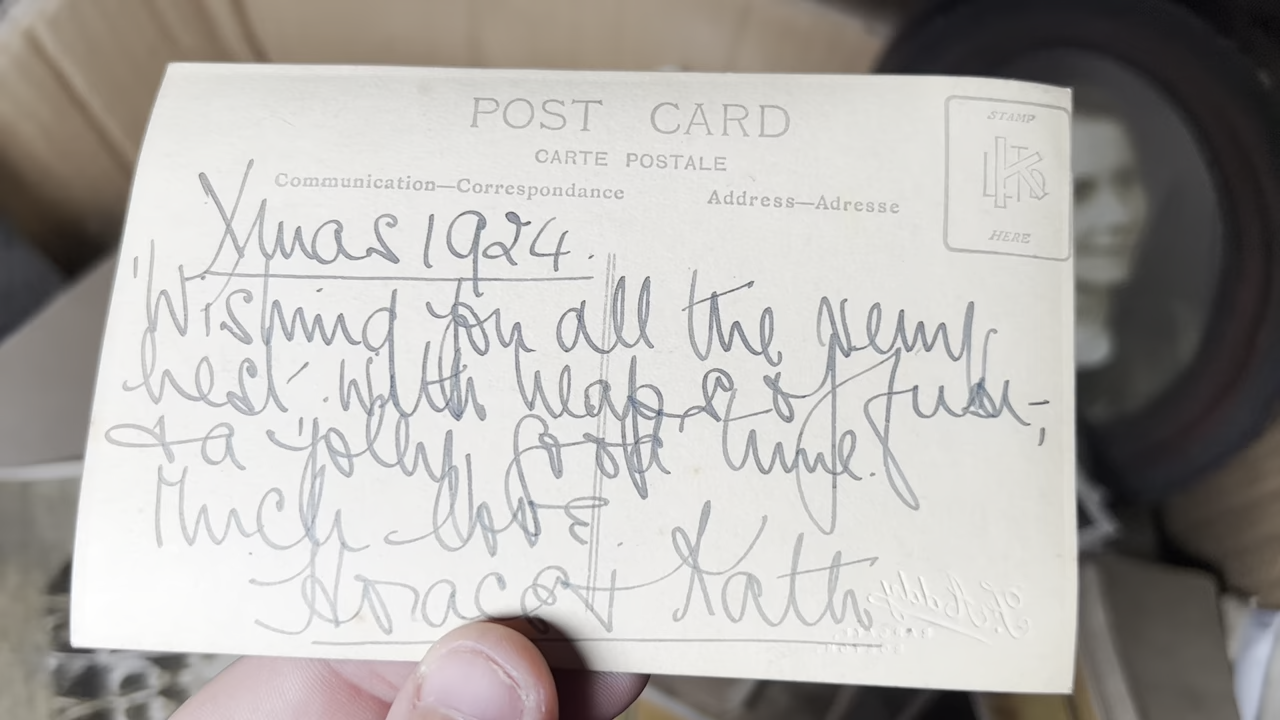 POST CARD
CARTE POSTALE
Communication—Correspondance
Address—Adresse
STAMP
HERE
Xmas 1924.
Wishing you all the very
best with heaps of fun,
& a jolly good time.
Much love.
Horace & Kath